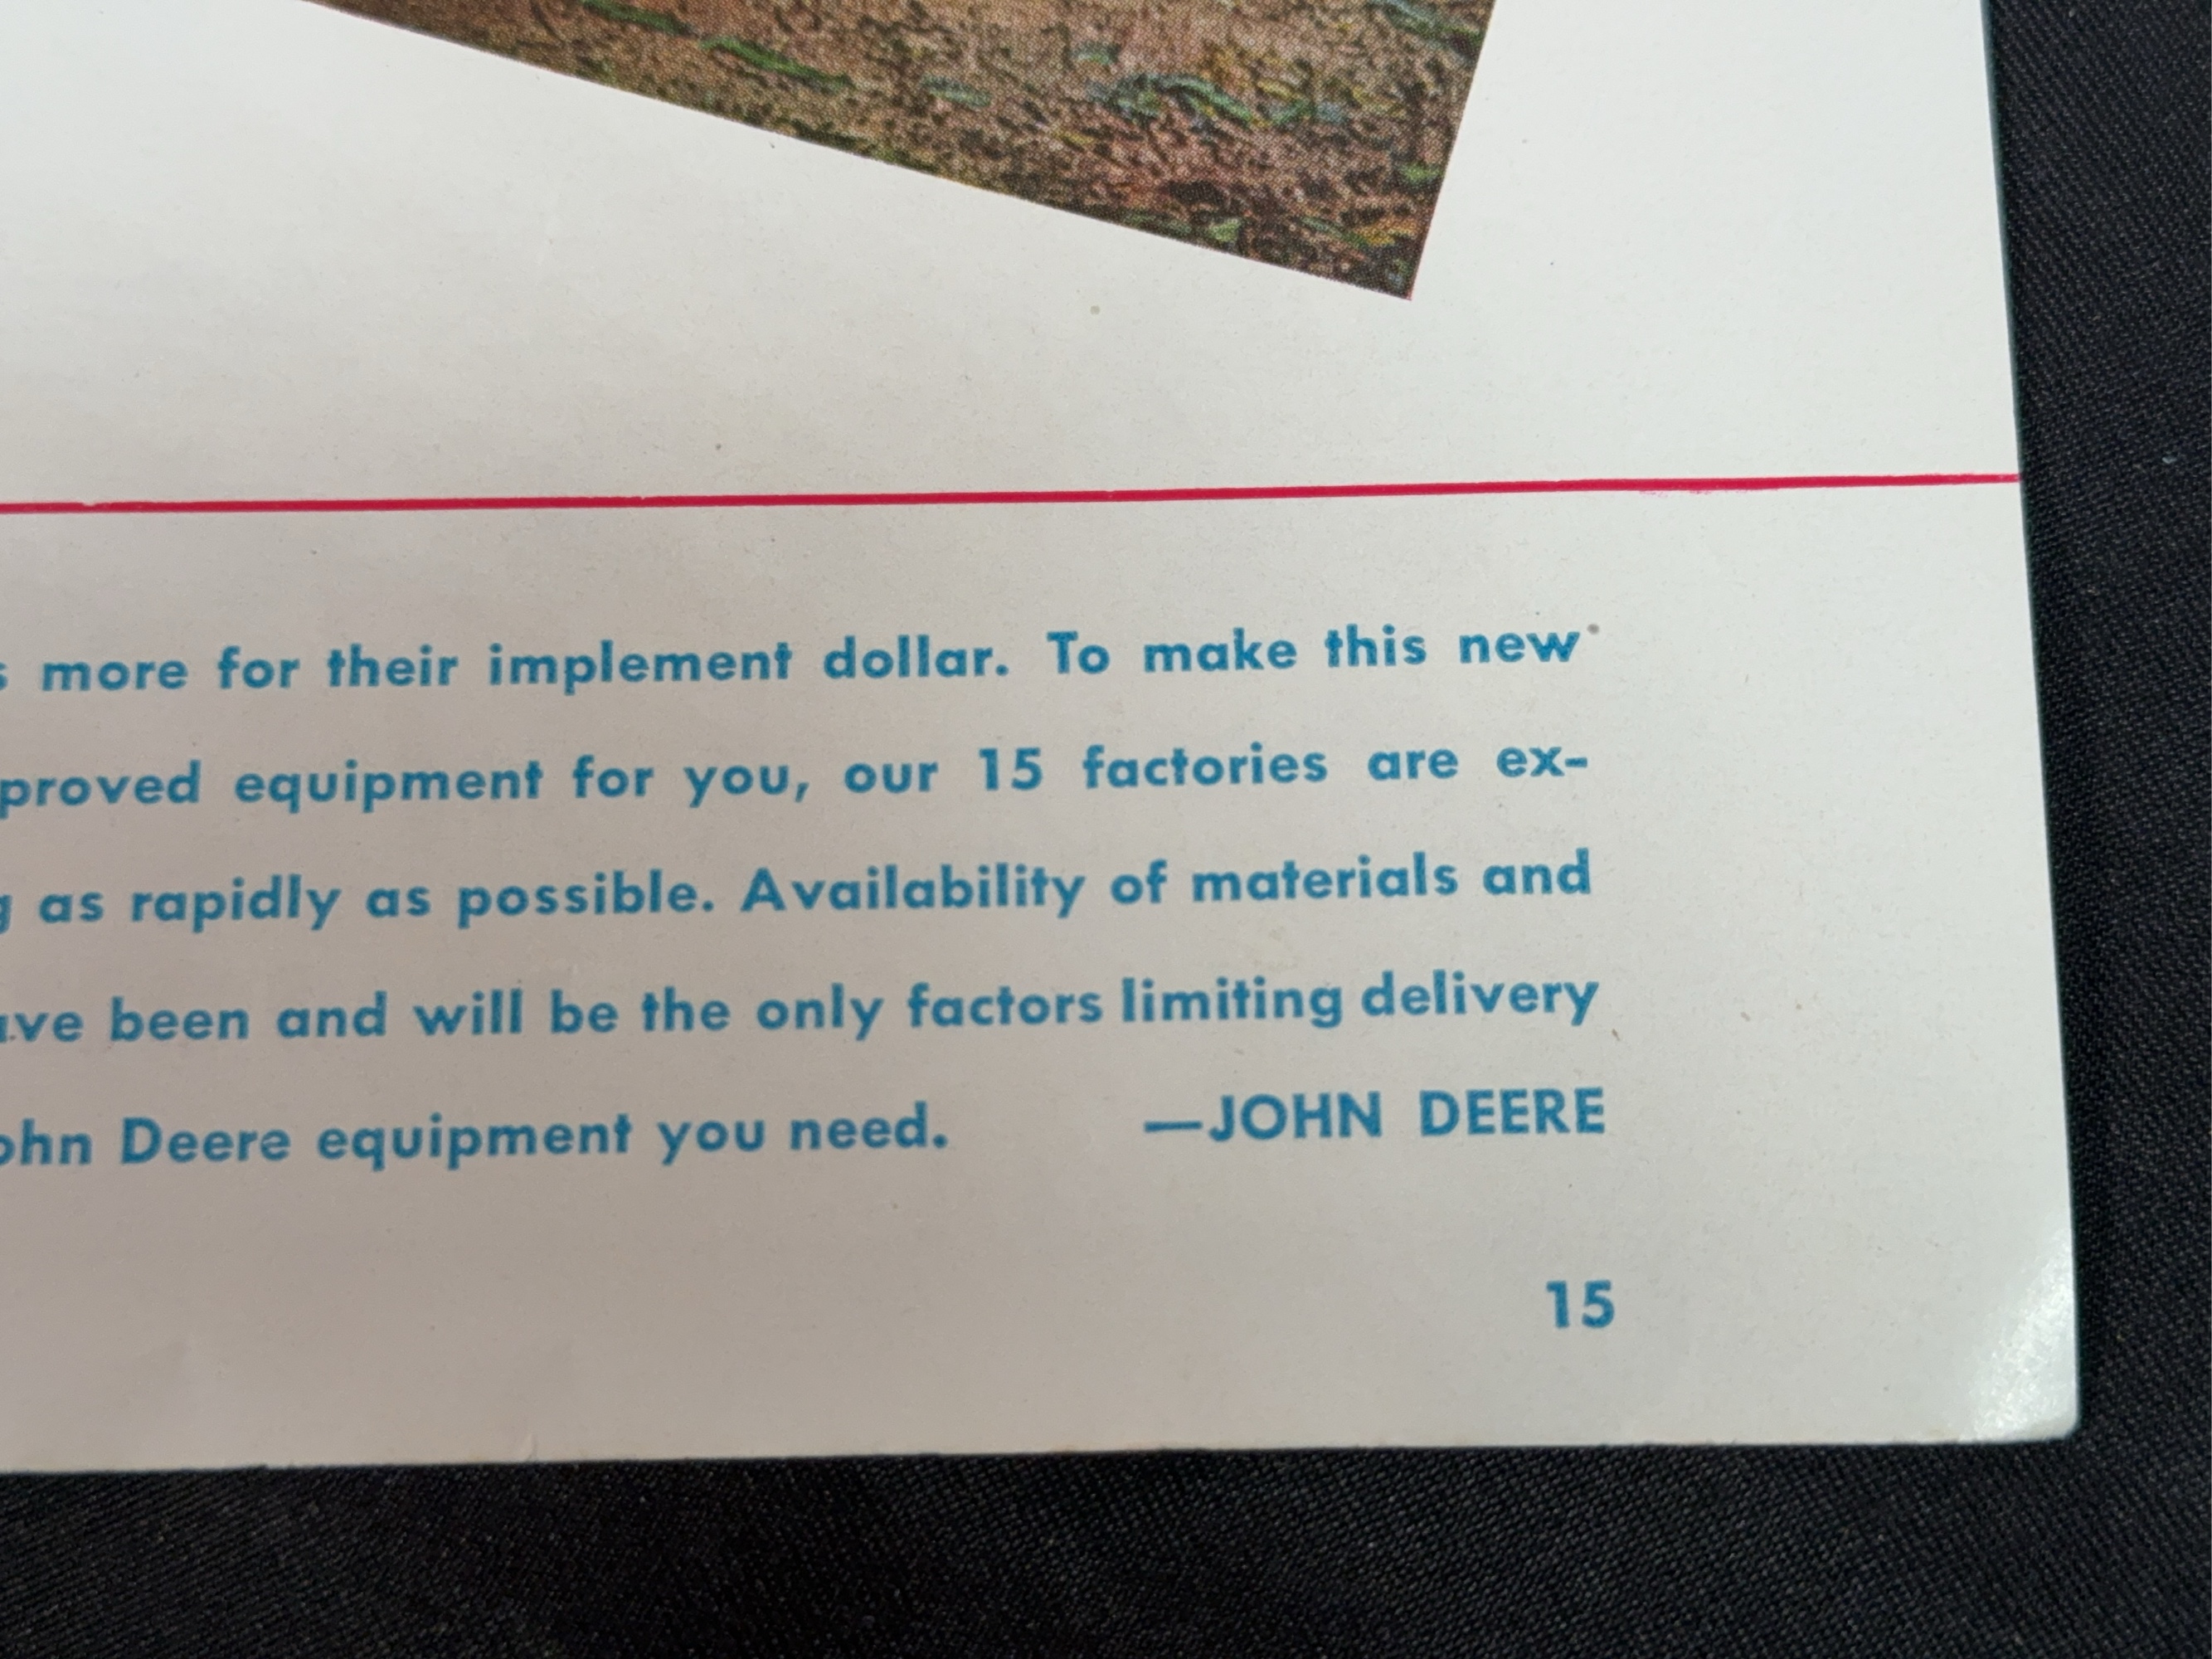 more for their implement dollar. To make this new
proved equipment for you, our 15 factories are ex-
as rapidly as possible. Availability of materials and
ve been and will be the only factors limiting delivery
ohn Deere equipment you need. —JOHN DEERE
15